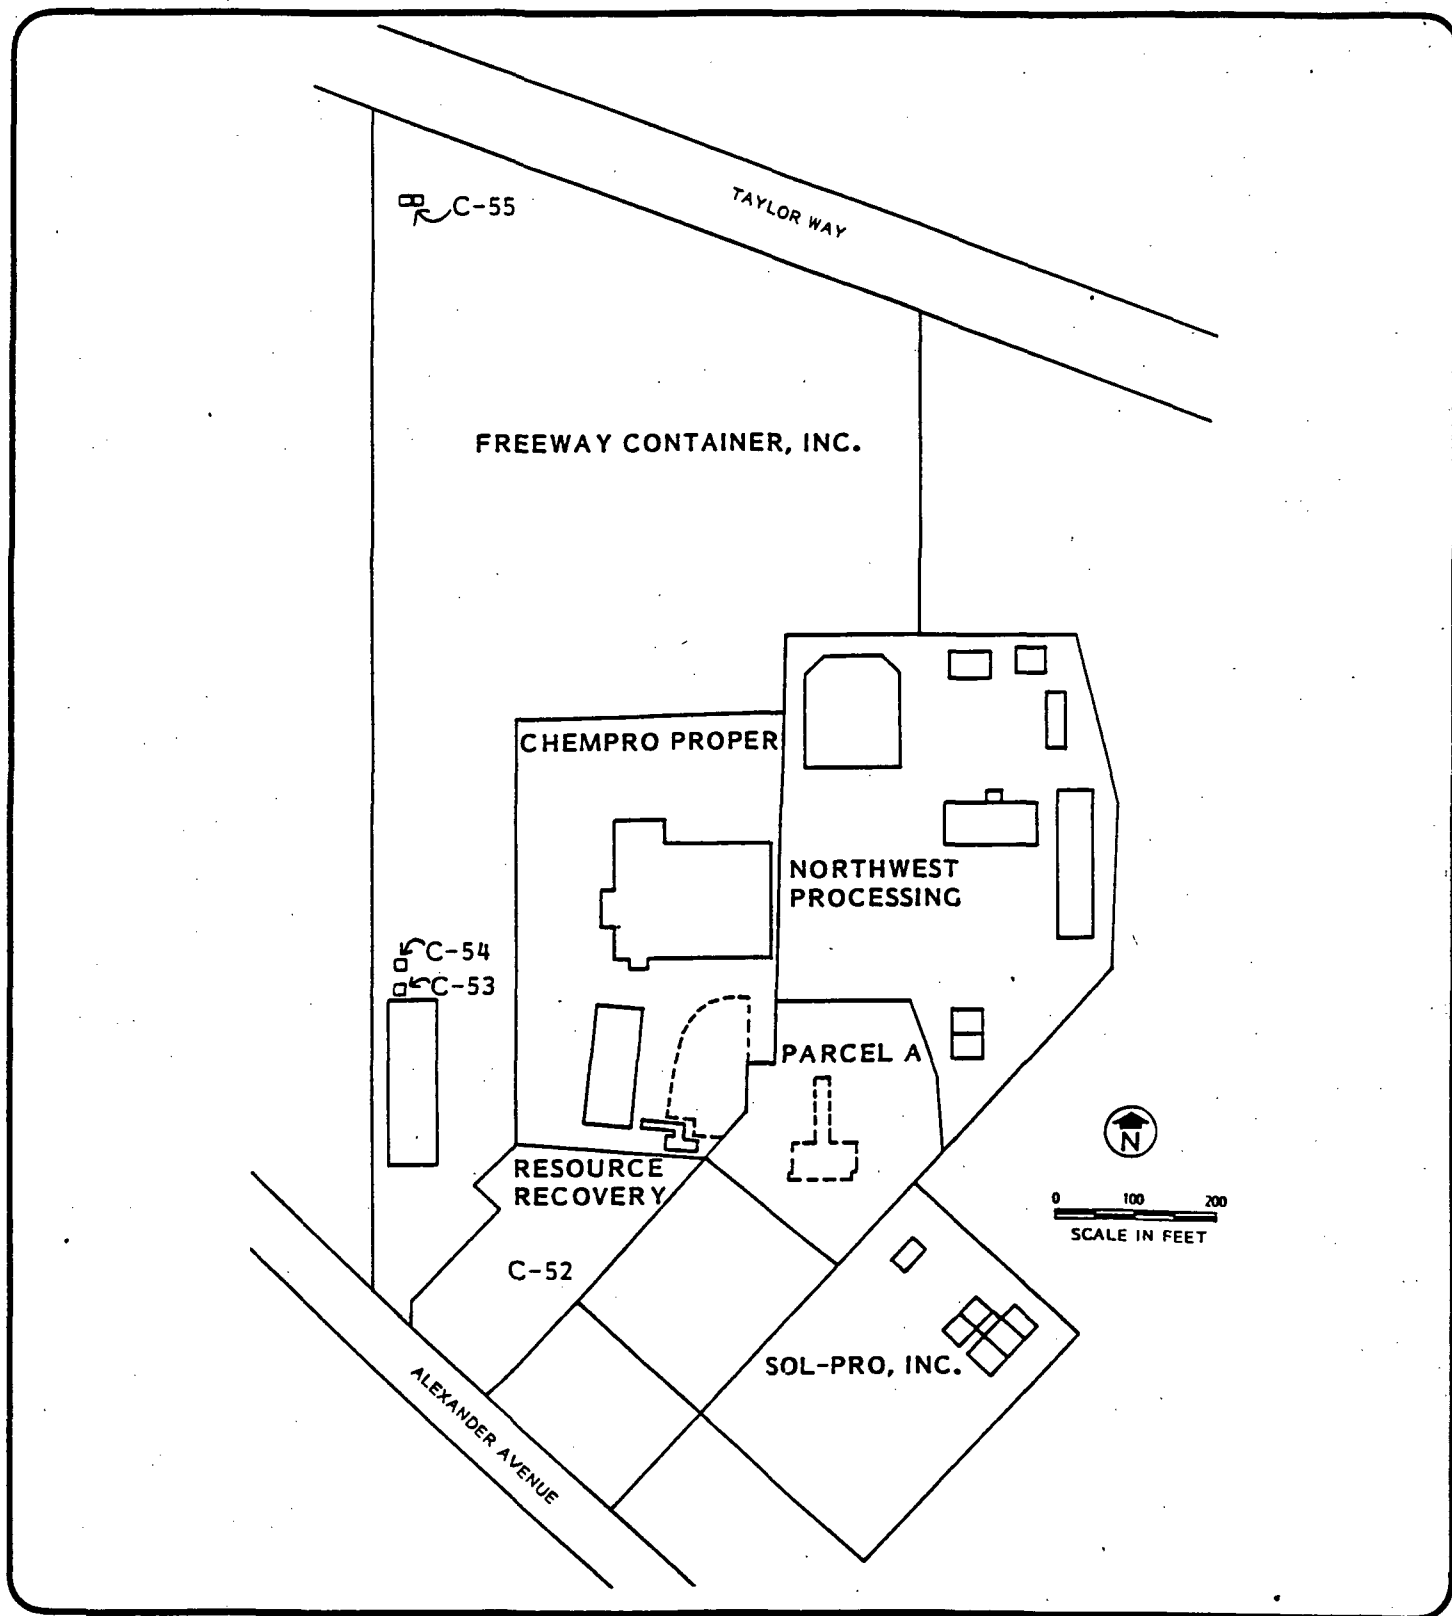 TAYLOR WAY
C-55
FREEWAY CONTAINER, INC.
CHEMPRO PROPER
NORTHWEST
PROCESSING
C-54
C-53
PARCEL A
N
RESOURCE
RECOVERY
0 100 200
SCALE IN FEET
C-52
SOL-PRO, INC.
ALEXANDER AVENUE